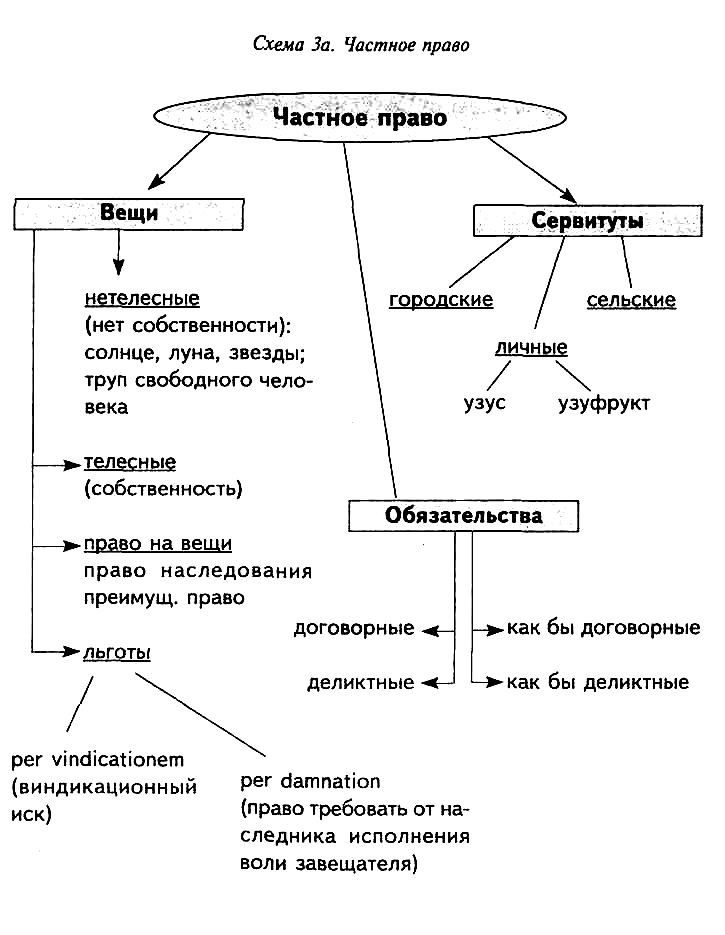 Схема 3а. Частное право
Частное право
Вещи
нетелесные
(нет собственности):
солнце, луна, звезды;
труп свободного чело-
века
телесные
(собственность)
право на вещи
право наследования
преимущ. право
льготы
per vindicationem
(виндикационный
иск)
per damnation
(право требовать от на-
следника исполнения
воли завещателя)
Сервитуты
городские
сельские
личные
узус
узуфрукт
Обязательства
договорные
как бы договорные
деликтные
как бы деликтные